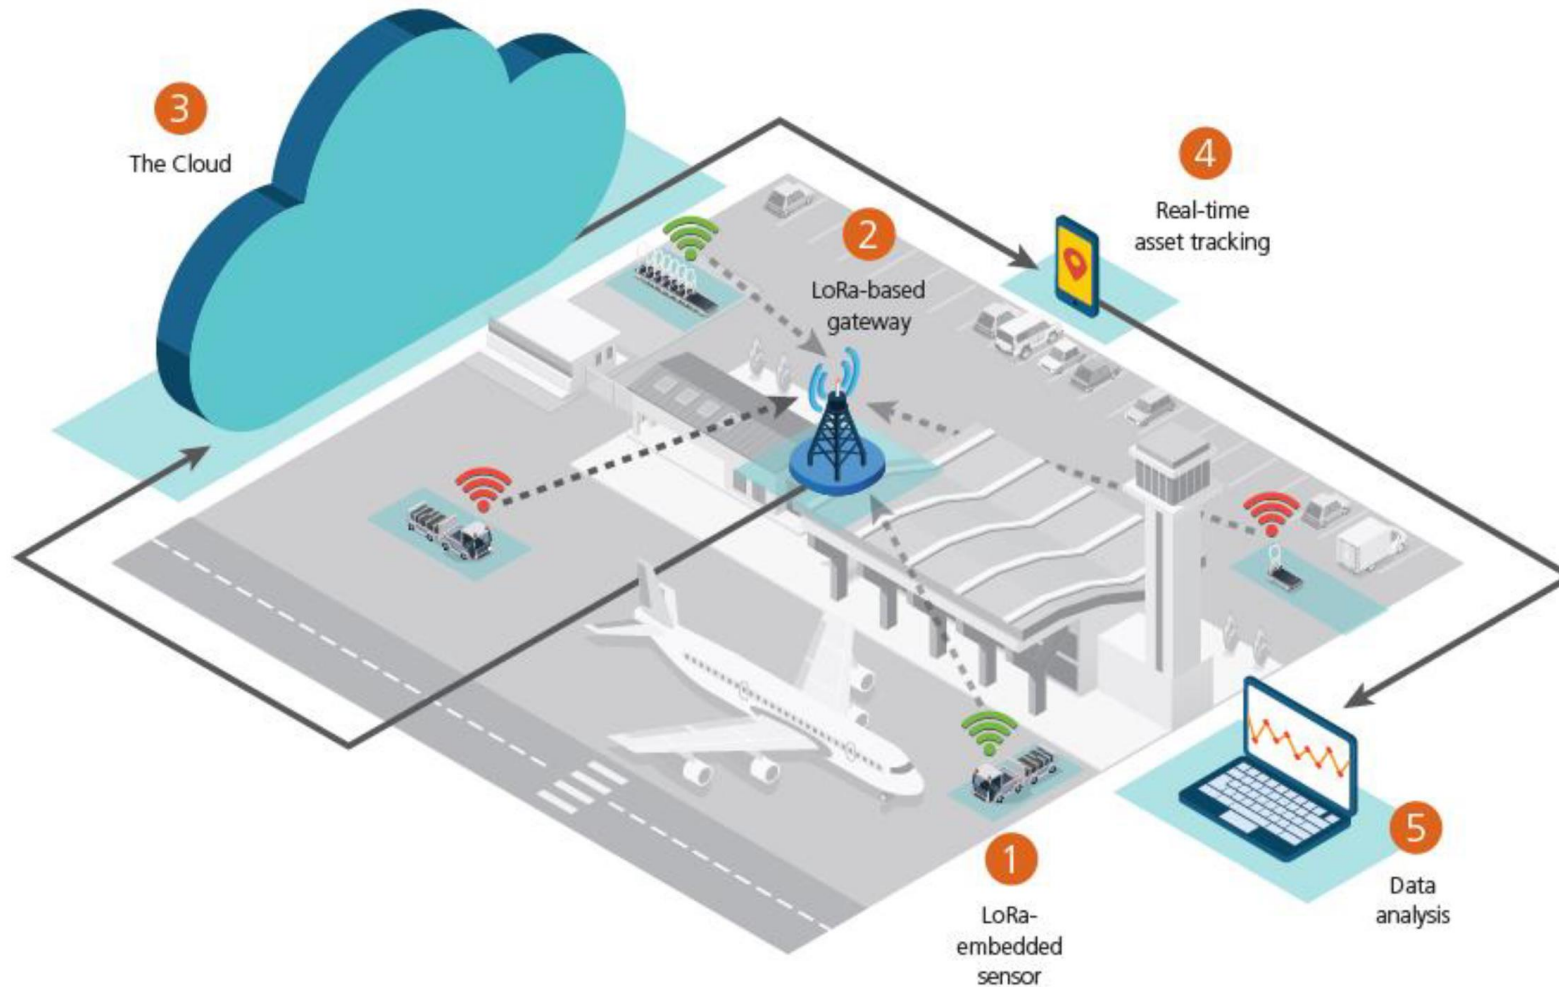 3
The Cloud
4
Real-time
asset tracking
2
LoRa-based
gateway
1
LoRa-
embedded
sensor
5
Data
analysis